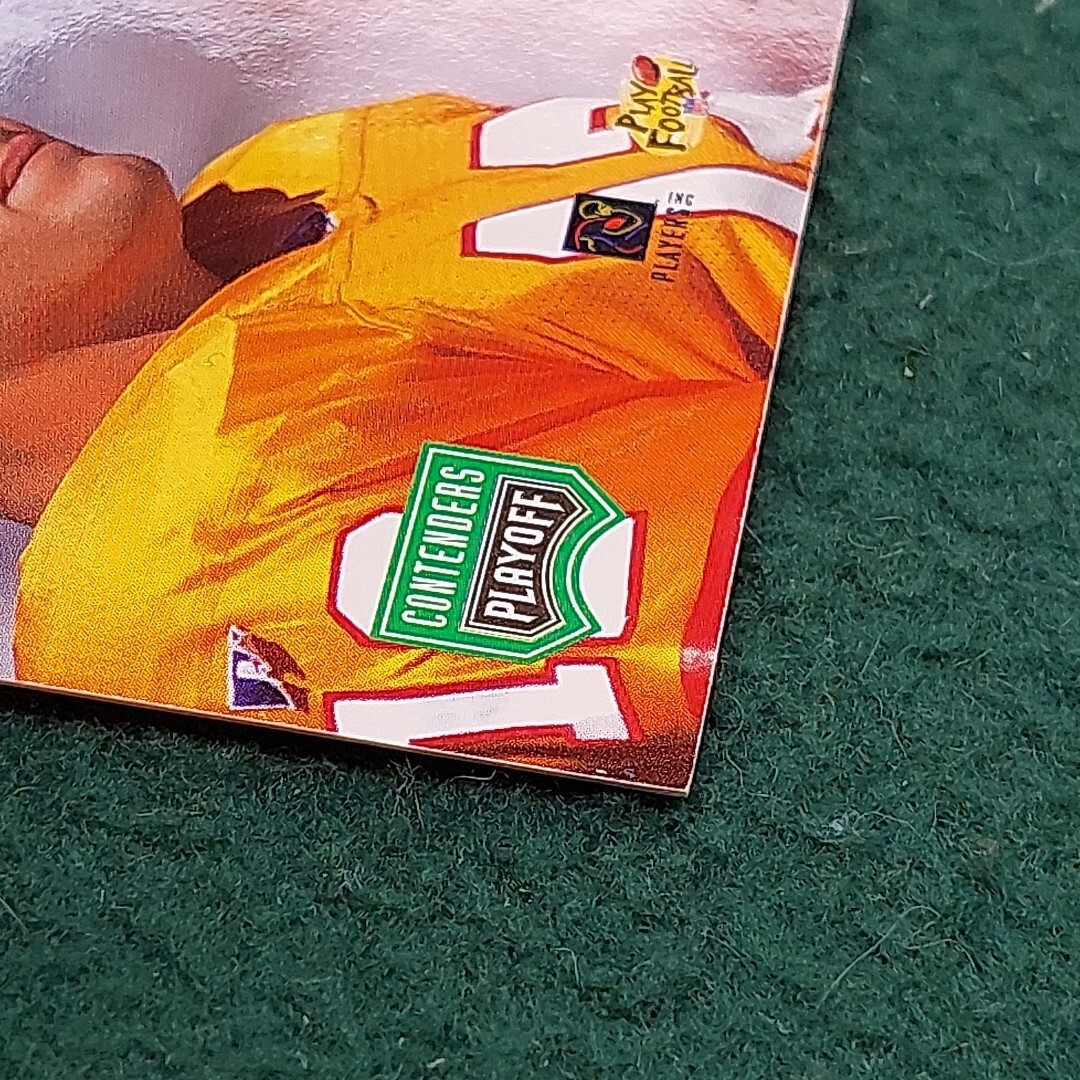 PLAY
FOOTBALL
PLAYERS
INC
CONTENDERS
PLAYOFF